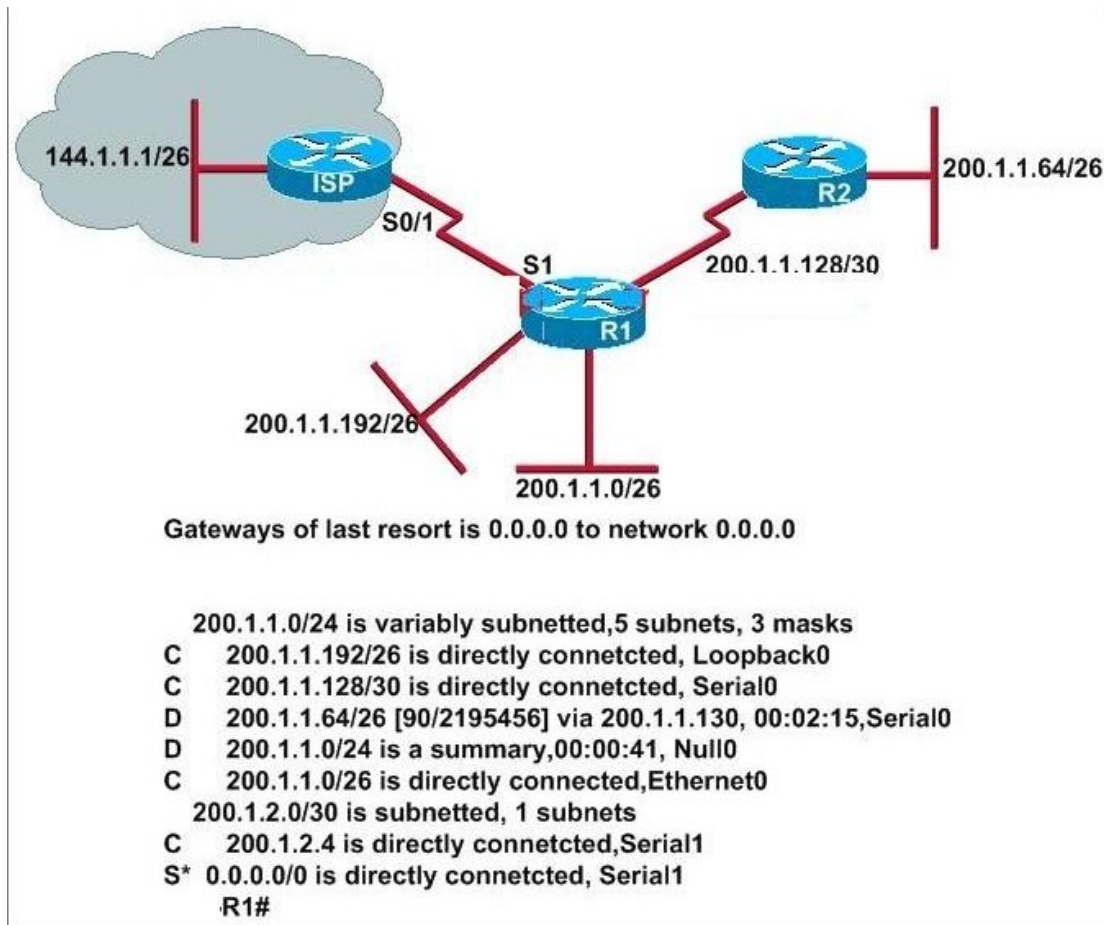 144.1.1.1/26
ISP
R2
200.1.1.64/26
S0/1
S1
200.1.1.128/30
R1
200.1.1.192/26
200.1.1.0/26
Gateways of last resort is 0.0.0.0 to network 0.0.0.0
200.1.1.0/24 is variably subnetted,5 subnets, 3 masks
C 200.1.1.192/26 is directly connetcted, Loopback0
C 200.1.1.128/30 is directly connetcted, Serial0
D 200.1.1.64/26 [90/2195456] via 200.1.1.130, 00:02:15,Serial0
D 200.1.1.0/24 is a summary,00:00:41, Null0
C 200.1.1.0/26 is directly connected,Ethernet0
200.1.2.0/30 is subnetted, 1 subnets
C 200.1.2.4 is directly connetcted,Serial1
S* 0.0.0.0/0 is directly connetcted, Serial1
R1#